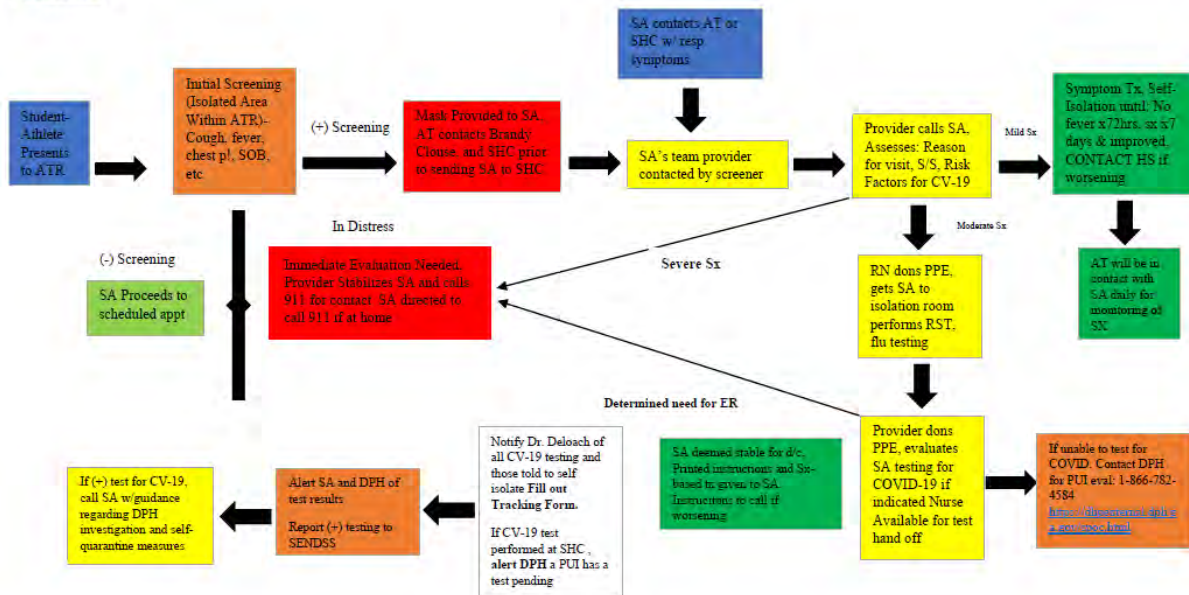 SA contacts AT or
SHC w/ resp
symptoms
Student-
Athlete
Presents
to ATR
Initial Screening
(Isolated Area
Within ATR)-
Cough, fever,
chest p!, SOB,
etc
(+) Screening
Mask Provided to SA,
AT contacts Brandy
Clouse, and SHC prior
to sending SA to SHC
SA's team provider
contacted by screener
Provider calls SA,
Assesses: Reason
for visit, S/S, Risk
Factors for CV-19
Mild Sx
Symptom Tx, Self-
Isolation until: No
fever x72hrs, sx x7
days & improved.
CONTACT HS if
worsening
(-) Screening
SA Proceeds to
scheduled appt
In Distress
Immediate Evaluation Needed,
Provider Stabilizes SA and calls
911 for contact. SA directed to
call 911 if at home
Severe Sx
Moderate Sx
RN dons PPE,
gets SA to
isolation room
performs RST,
flu testing
AT will be in
contact with
SA daily for
monitoring of
SX
Determined need for ER
If (+) test for CV-19,
call SA w/guidance
regarding DPH
investigation and self-
quarantine measures
Alert SA and DPH of
test results
Report (+) testing to
SENDSS
Notify Dr. Deloach of
all CV-19 testing and
those told to self
isolate Fill out
Tracking Form.
If CV-19 test
performed at SHC ,
alert DPH a PUI has a
test pending
SA deemed stable for d/c,
Printed instructions and Sx-
based tx given to SA.
Instructions to call if
worsening
Provider dons
PPE, evaluates
SA testing for
COVID-19 if
indicated Nurse
Available for test
hand off
If unable to test for
COVID. Contact DPH
for PUI eval: 1-866-782-
4584